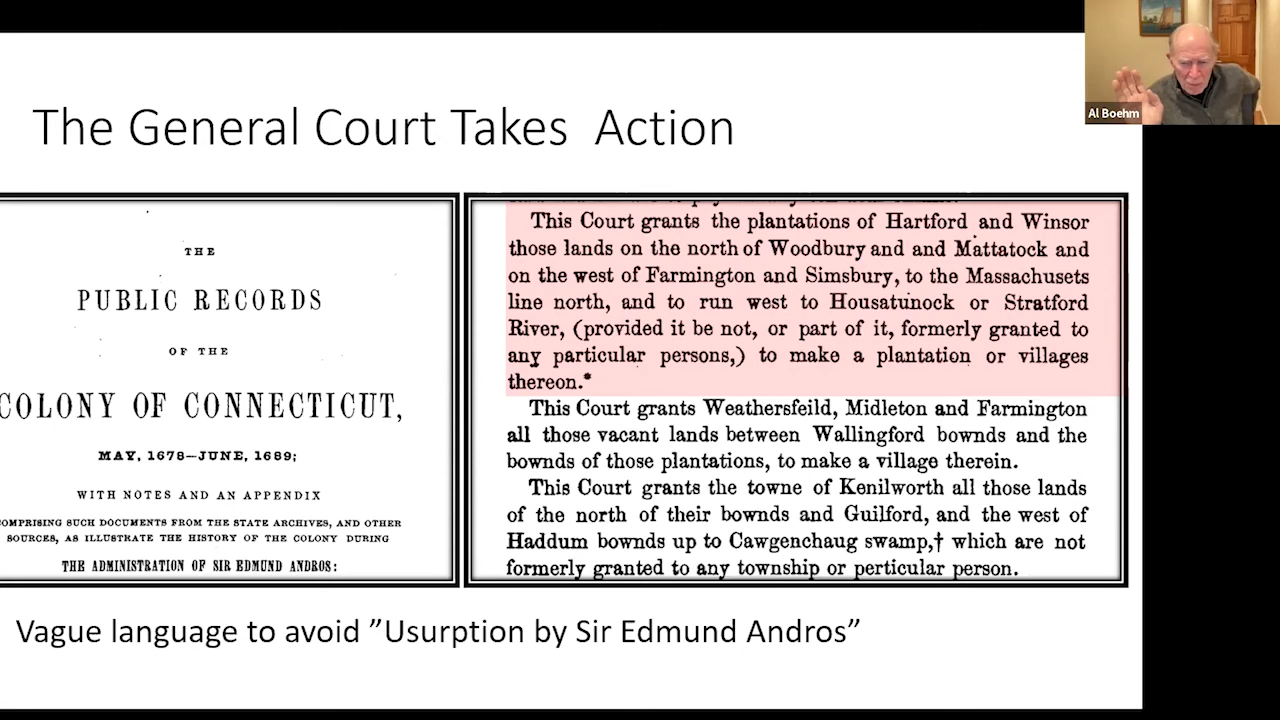 The General Court Takes Action
Al Boehm
THE
PUBLIC RECORDS
OF THE
COLONY OF CONNECTICUT,
MAY, 1678—JUNE, 1689;
WITH NOTES AND AN APPENDIX
COMPRISING SUCH DOCUMENTS FROM THE STATE ARCHIVES, AND OTHER
SOURCES, AS ILLUSTRATE THE HISTORY OF THE COLONY DURING
THE ADMINISTRATION OF SIR EDMUND ANDROS:
This Court grants the plantations of Hartford and Winsor
those lands on the north of Woodbury and and Mattatock and
on the west of Farmington and Simsbury, to the Massachusets
line north, and to run west to Housatunock or Stratford
River, (provided it be not, or part of it, formerly granted to
any particular persons,) to make a plantation or villages
thereon.*
This Court grants Weathersfeild, Midleton and Farmington
all those vacant lands between Wallingford bownds and the
bownds of those plantations, to make a village therein.
This Court grants the towne of Kenilworth all those lands
of the north of their bownds and Guilford, and the west of
Haddum bownds up to Cawgenchaug swamp,† which are not
formerly granted to any township or perticular person.
Vague language to avoid ”Usurption by Sir Edmund Andros”